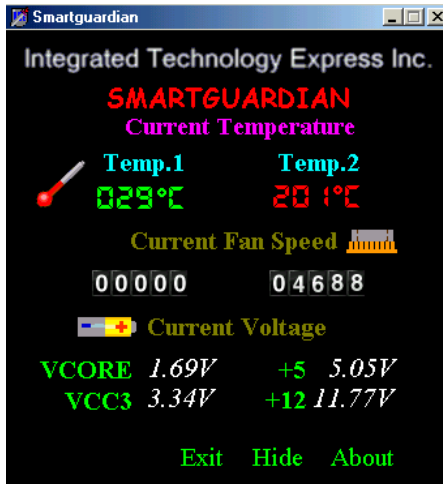 Smartguardian
Integrated Technology Express Inc.
SMARTGUARDIAN
Current Temperature
Temp.1 Temp.2
029°C 201°C
Current Fan Speed
00000 04688
Current Voltage
VCORE 1.69V +5 5.05V
VCC3 3.34V +12 11.77V
Exit Hide About